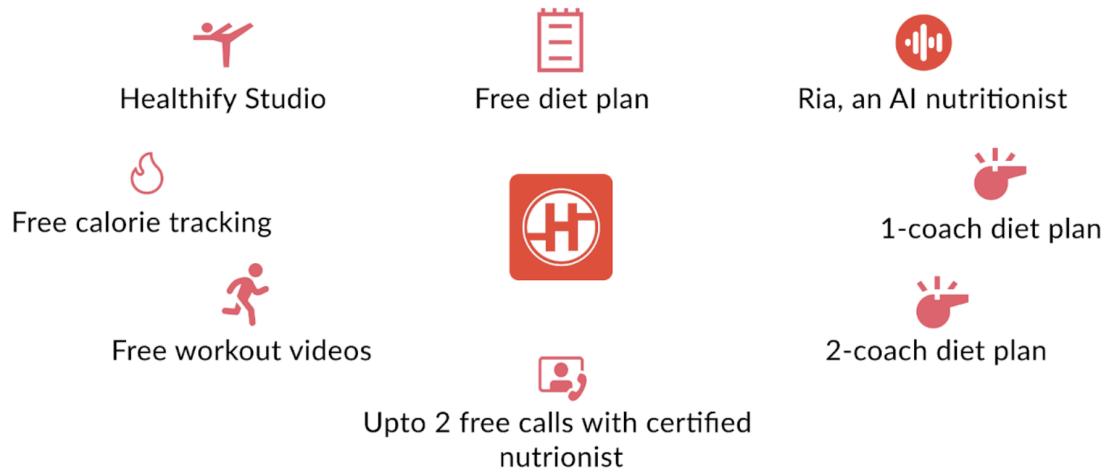 Healthify Studio
Free diet plan
Ria, an AI nutritionist
Free calorie tracking
H
1-coach diet plan
Free workout videos
2-coach diet plan
Upto 2 free calls with certified
nutrionist